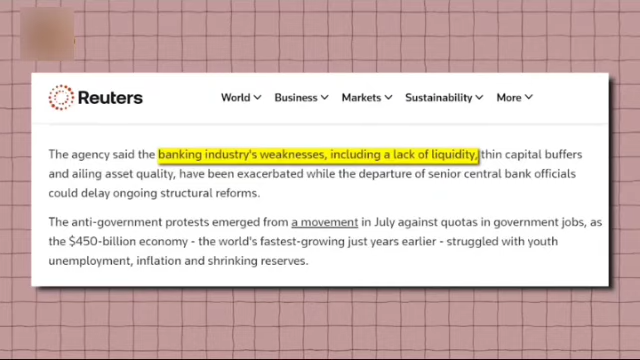 Reuters
World Business Markets Sustainability More
The agency said the banking industry's weaknesses, including a lack of liquidity, thin capital buffers
and ailing asset quality, have been exacerbated while the departure of senior central bank officials
could delay ongoing structural reforms.
The anti-government protests emerged from a movement in July against quotas in government jobs, as
the $450-billion economy - the world's fastest-growing just years earlier - struggled with youth
unemployment, inflation and shrinking reserves.